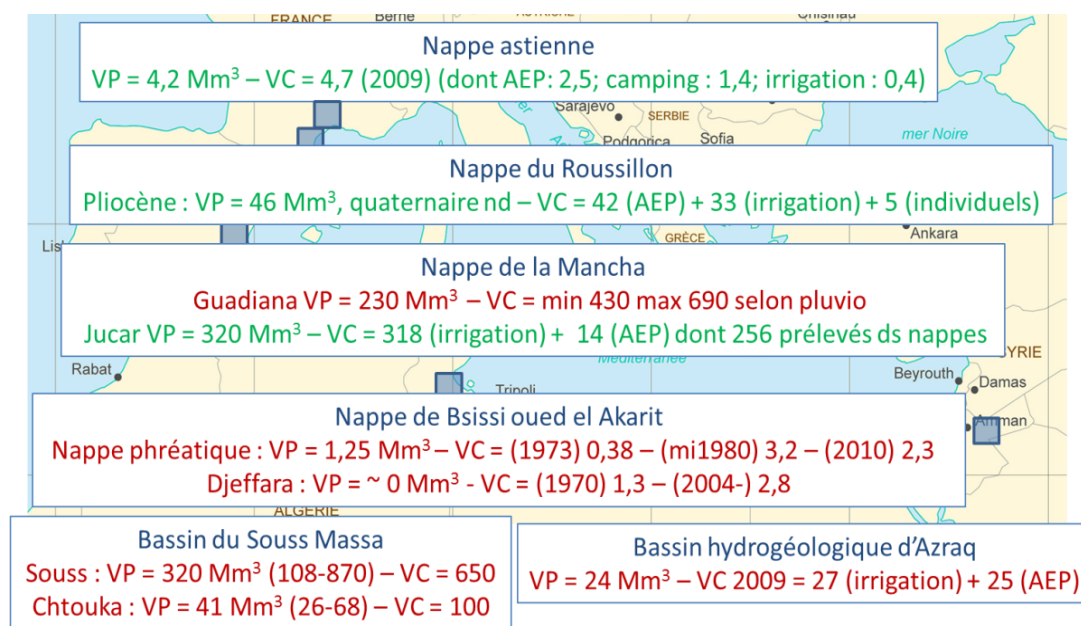 FRANCE
Berne
AUTRICHE
Chisinau
Nappe astienne
VP = 4,2 Mm³ – VC = 4,7 (2009) (dont AEP: 2,5; camping : 1,4; irrigation : 0,4)
Sarajevo
SERBIE
Podgorica
Sofia
mer Noire
Nappe du Roussillon
Pliocène : VP = 46 Mm³, quaternaire nd – VC = 42 (AEP) + 33 (irrigation) + 5 (individuels)
Lis
GRÈCE
Ankara
Nappe de la Mancha
Guadiana VP = 230 Mm³ – VC = min 430 max 690 selon pluvio
Jucar VP = 320 Mm³ – VC = 318 (irrigation) + 14 (AEP) dont 256 prélevés ds nappes
Méditerranée
YRIE
Rabat
Tripoli
Beyrouth
Damas
Amman
Nappe de Bsissi oued el Akarit
Nappe phréatique : VP = 1,25 Mm³ – VC = (1973) 0,38 – (mi1980) 3,2 – (2010) 2,3
Djeffara : VP = ~ 0 Mm³ - VC = (1970) 1,3 – (2004-) 2,8
ALGÉRIE
Bassin du Souss Massa
Souss : VP = 320 Mm³ (108-870) – VC = 650
Chtouka : VP = 41 Mm³ (26-68) – VC = 100
Bassin hydrogéologique d'Azraq
VP = 24 Mm³ – VC 2009 = 27 (irrigation) + 25 (AEP)